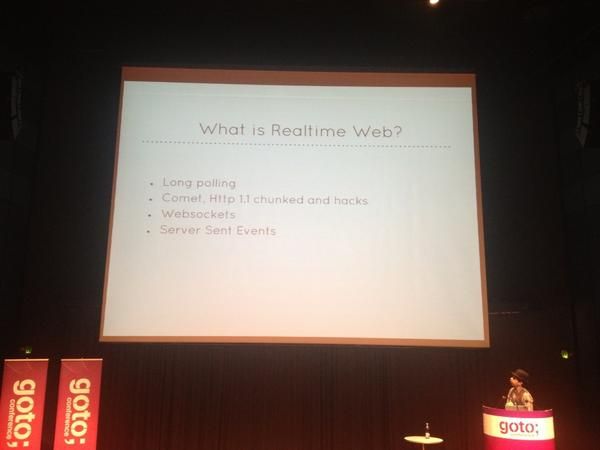 What is Realtime Web?
Long polling
Comet, Http 1.1 chunked and hacks
Websockets
Server Sent Events
goto;
conference
goto;
conference
goto;
conference